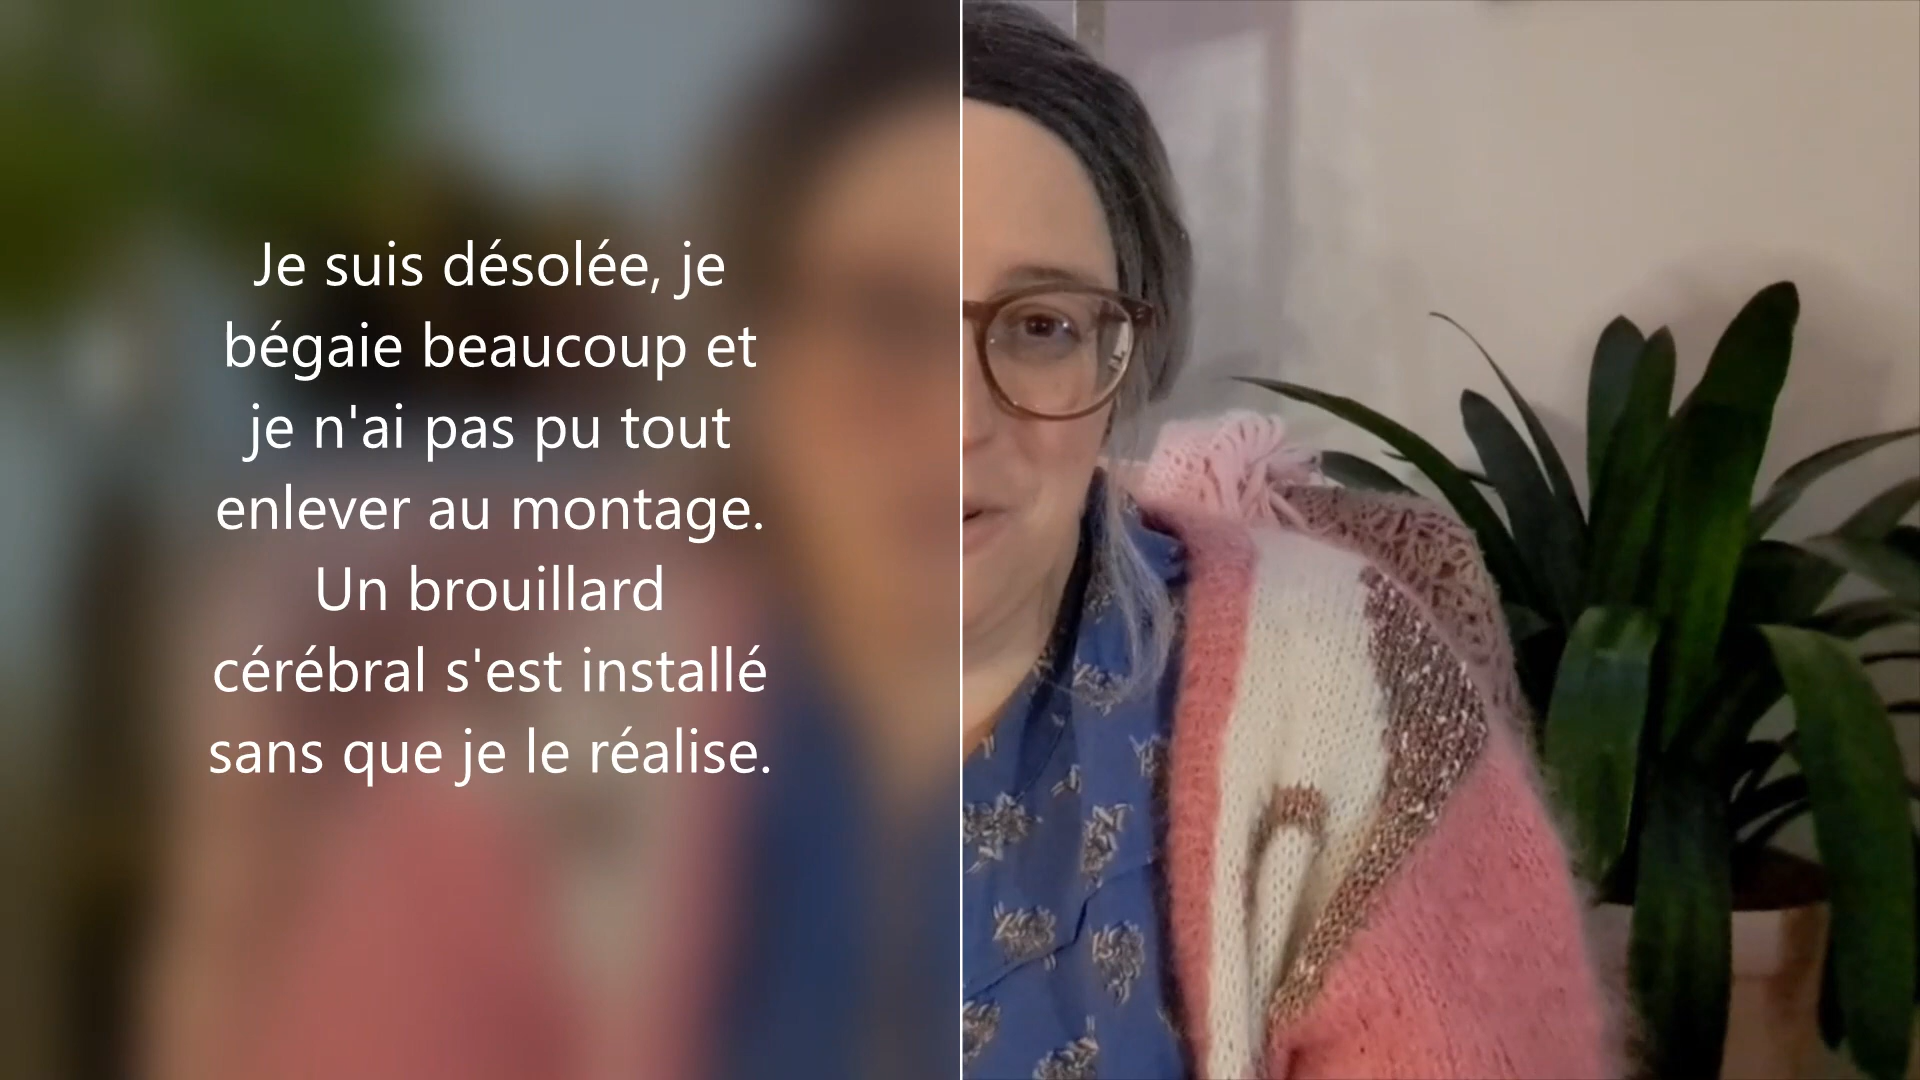 Je suis désolée, je
bégaie beaucoup et
je n'ai pas pu tout
enlever au montage.
Un brouillard
cérébral s'est installé
sans que je le réalise.